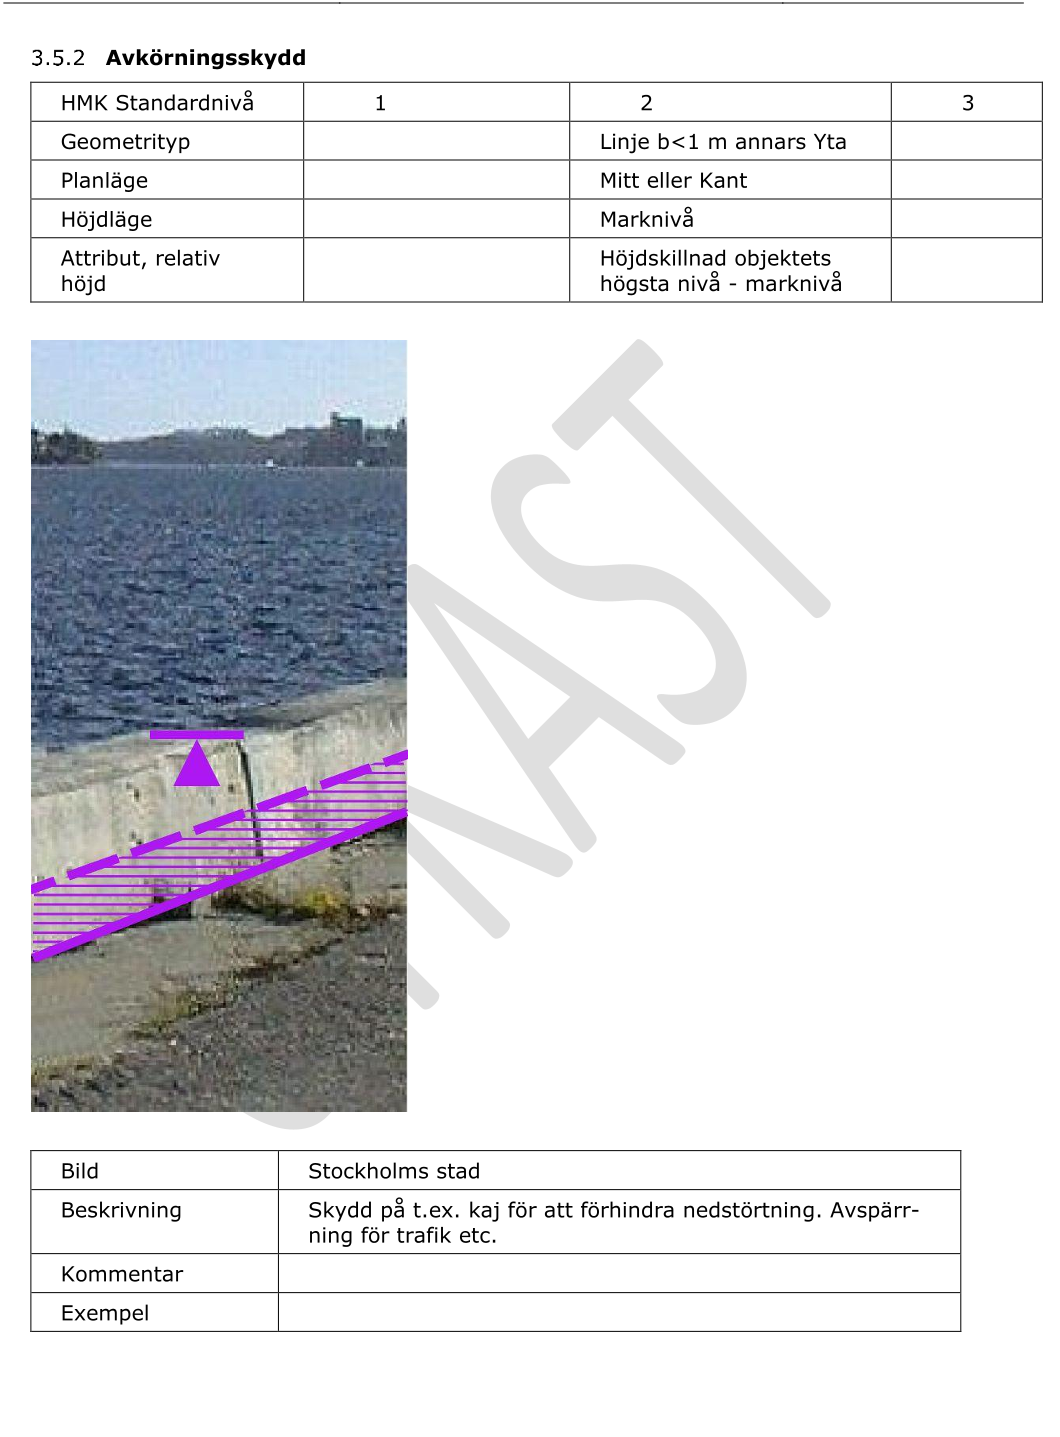 3.5.2 Avkörningsskydd
HMK Standardnivå 1 2 3
Geometrityp Linje b<1 m annars Yta
Planläge Mitt eller Kant
Höjdläge Marknivå
Attribut, relativ Höjdskillnad objektets
höjd högsta nivå - marknivå
Bild Stockholms stad
Beskrivning Skydd på t.ex. kaj för att förhindra nedstörtning. Avspärr-
ning för trafik etc.
Kommentar
Exempel